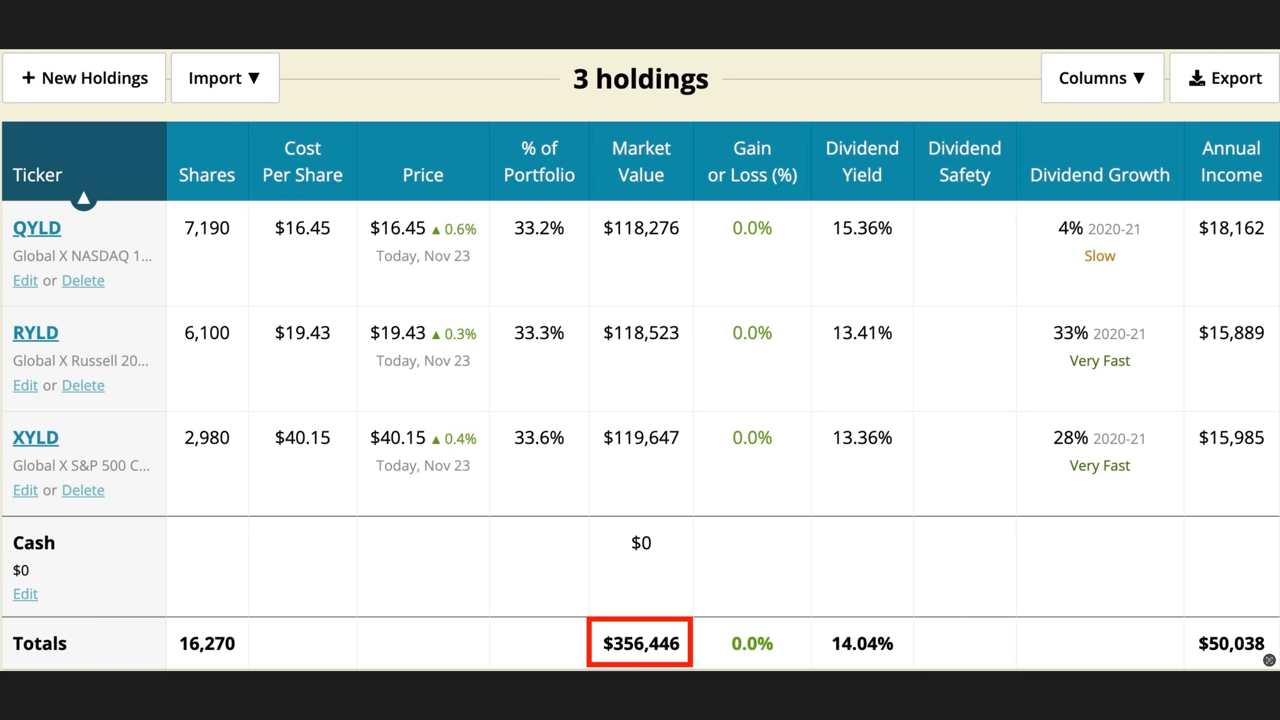 + New Holdings Import ▼ 3 holdings Columns ▼ Export
Ticker Shares Cost Per Share Price % of Portfolio Market Value Gain or Loss (%) Dividend Yield Dividend Safety Dividend Growth Annual Income
QYLD 7,190 $16.45 $16.45 ▲ 0.6% 33.2% $118,276 0.0% 15.36% 4% 2020-21 $18,162
Global X NASDAQ 1... Today, Nov 23 Slow
Edit or Delete
RYLD 6,100 $19.43 $19.43 ▲ 0.3% 33.3% $118,523 0.0% 13.41% 33% 2020-21 $15,889
Global X Russell 20... Today, Nov 23 Very Fast
Edit or Delete
XYLD 2,980 $40.15 $40.15 ▲ 0.4% 33.6% $119,647 0.0% 13.36% 28% 2020-21 $15,985
Global X S&P 500 C... Today, Nov 23 Very Fast
Edit or Delete
Cash $0
$0
Edit
Totals 16,270 $356,446 0.0% 14.04% $50,038